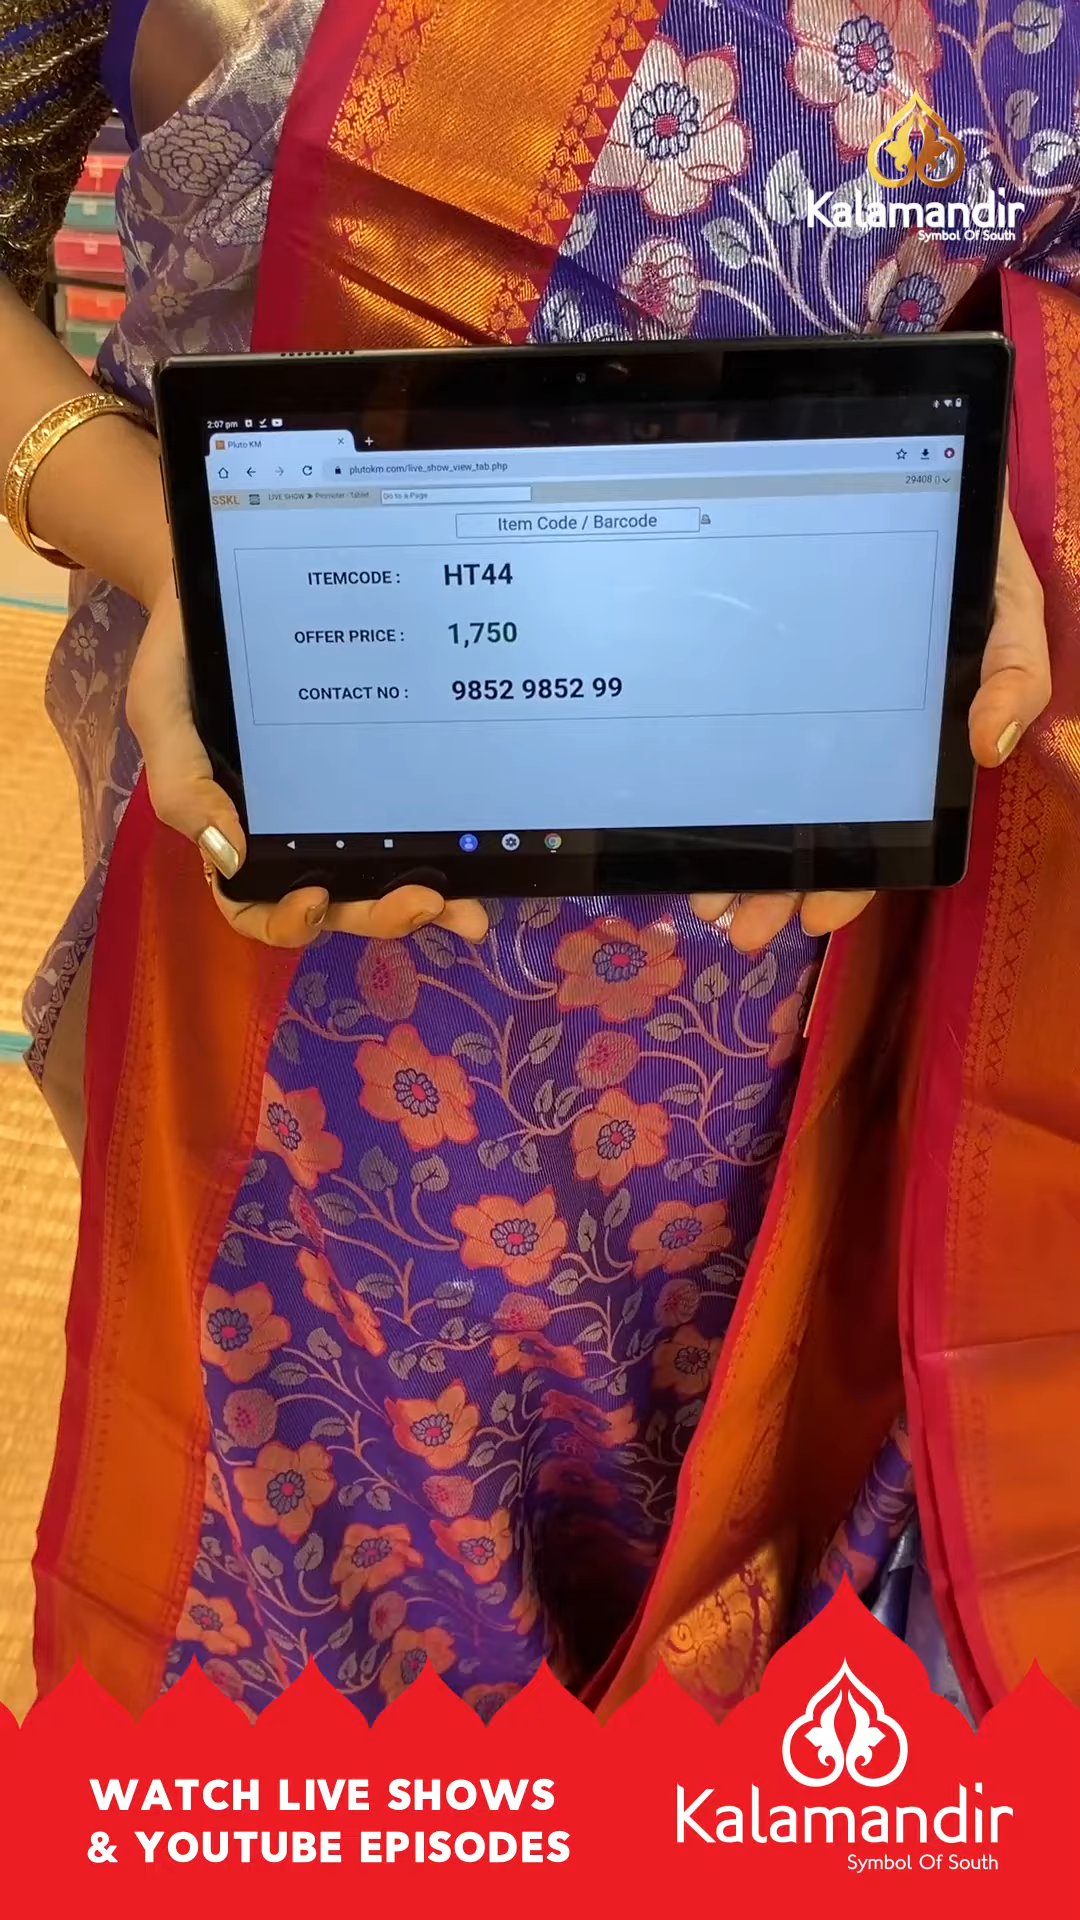 Kalamandir
Symbol Of South
2:07 pm
Pluto KM
plutokm.com/live_show_view_tab.php
29408 ()
SSKL
LIVE SHOW » Promoter - Tablet
Go to a Page
Item Code / Barcode
ITEMCODE : HT44
OFFER PRICE : 1,750
CONTACT NO : 9852 9852 99
WATCH LIVE SHOWS
& YOUTUBE EPISODES
Kalamandir
Symbol Of South